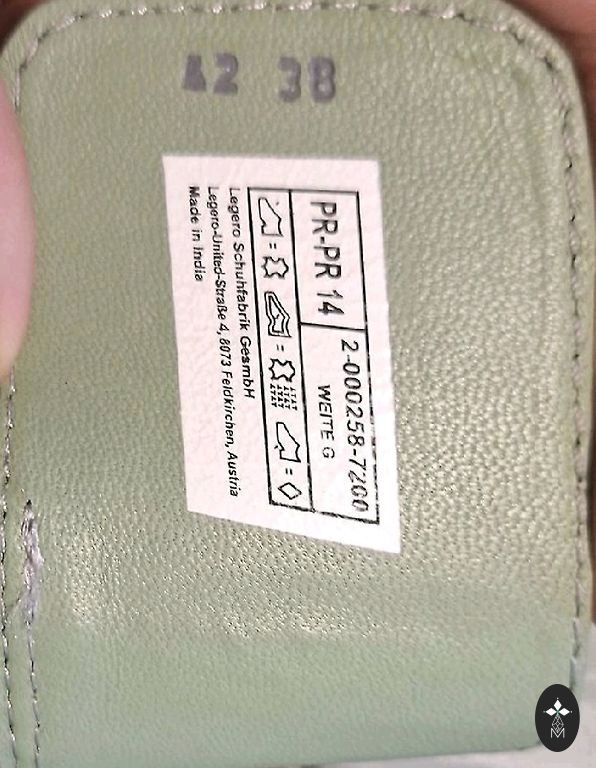 42 38
PR-PR 14
2-000258-7200
WEITE G
Legero Schuhfabrik GesmbH
Legero-United-Straße 4, 8073 Feldkirchen, Austria
Made in India